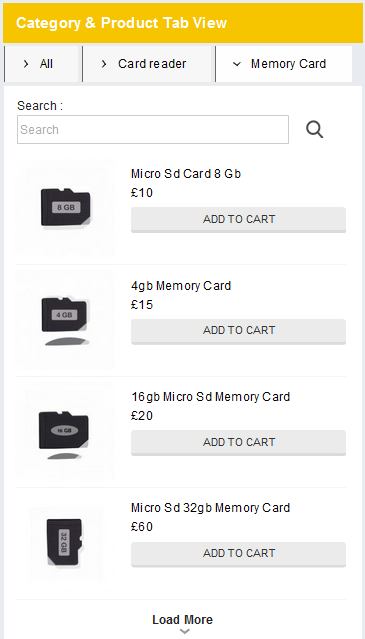 Category & Product Tab View
All
Card reader
Memory Card
Search :
Search
8 GB
Micro Sd Card 8 Gb
£10
ADD TO CART
4 GB
4gb Memory Card
£15
ADD TO CART
16 GB
16gb Micro Sd Memory Card
£20
ADD TO CART
32 GB
Micro Sd 32gb Memory Card
£60
ADD TO CART
Load More